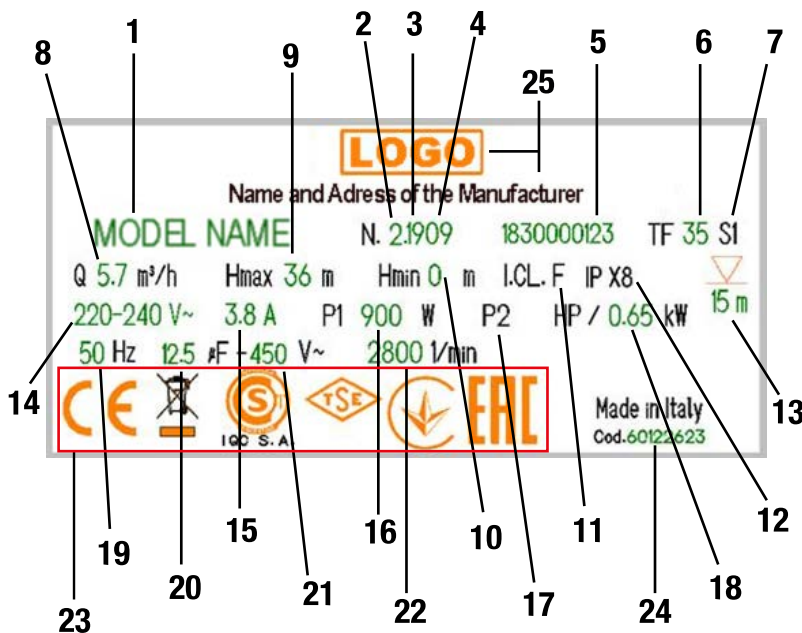 1 2 3 4 5 6 7
8 9 25
LOGO
Name and Adress of the Manufacturer
MODEL NAME N. 2.1909 1830000123 TF 35 S1
Q 5.7 m³/h Hmax 36 m Hmin 0 m I.CL. F IP X8
15 m
220-240 V~ 3.8 A P1 900 W P2 HP / 0.65 kW
50 Hz 12.5 µF - 450 V~ 2800 1/min
CE S TSE EAC
IQC S.A.
Made in Italy
Cod.60122623
14 13
15 16 10 11 12
19 20 21 22 17 18
23 24